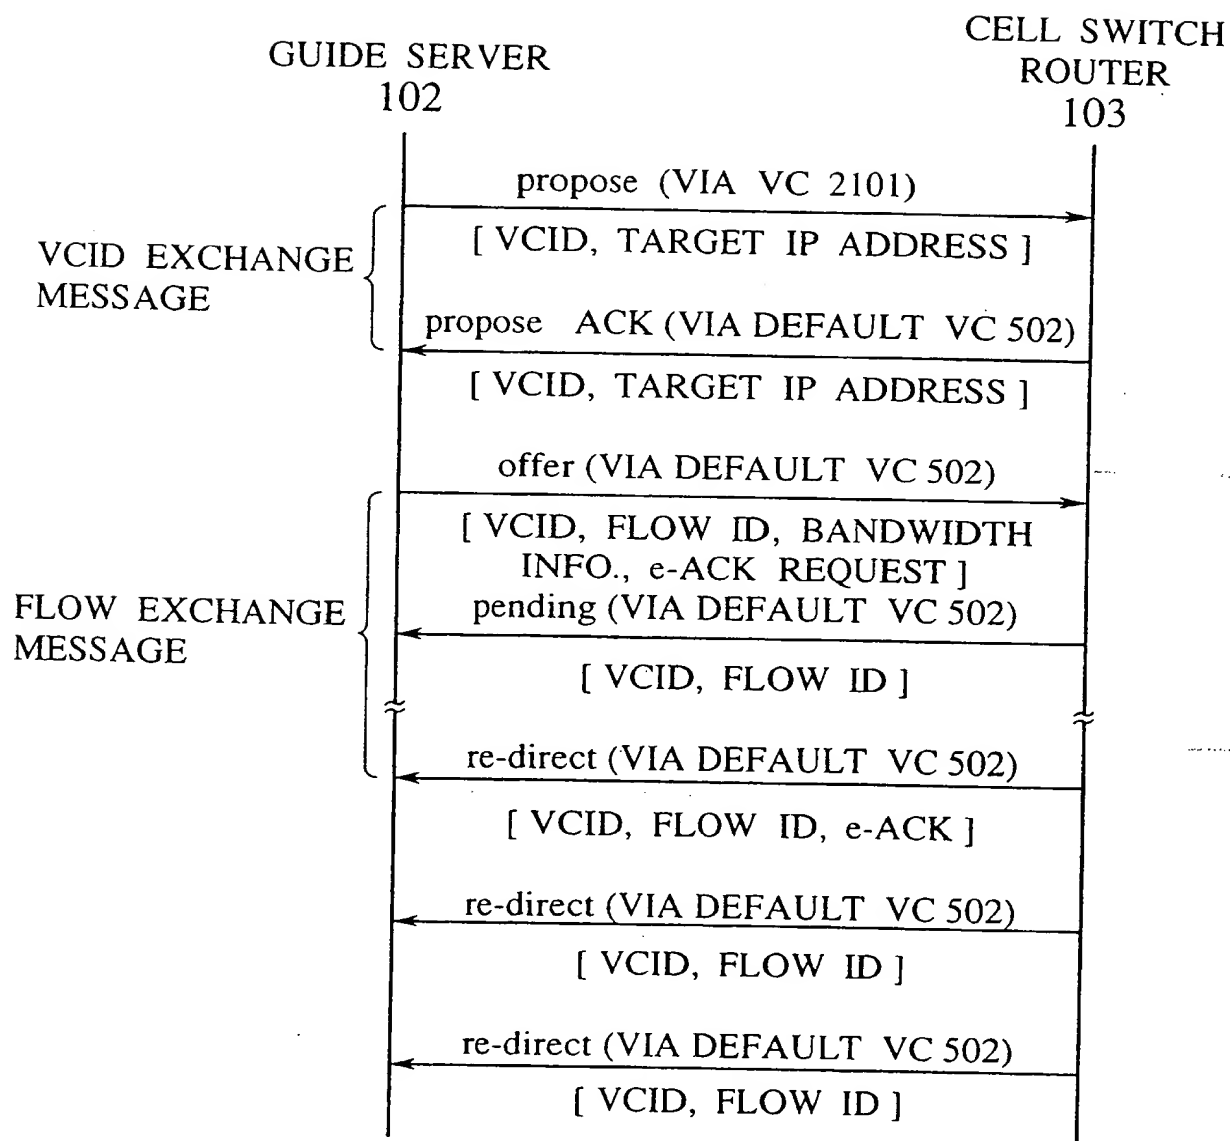 GUIDE SERVER
102
CELL SWITCH
ROUTER
103
propose (VIA VC 2101)
[ VCID, TARGET IP ADDRESS ]
VCID EXCHANGE
MESSAGE
propose ACK (VIA DEFAULT VC 502)
[ VCID, TARGET IP ADDRESS ]
offer (VIA DEFAULT VC 502)
[ VCID, FLOW ID, BANDWIDTH
INFO., e-ACK REQUEST ]
FLOW EXCHANGE
MESSAGE
pending (VIA DEFAULT VC 502)
[ VCID, FLOW ID ]
re-direct (VIA DEFAULT VC 502)
[ VCID, FLOW ID, e-ACK ]
re-direct (VIA DEFAULT VC 502)
[ VCID, FLOW ID ]
re-direct (VIA DEFAULT VC 502)
[ VCID, FLOW ID ]